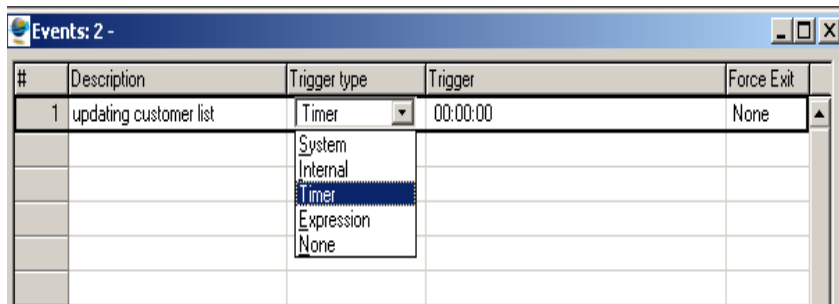 Events: 2 -
# Description Trigger type Trigger Force Exit
1 updating customer list Timer 00:00:00 None
System
Internal
Timer
Expression
None